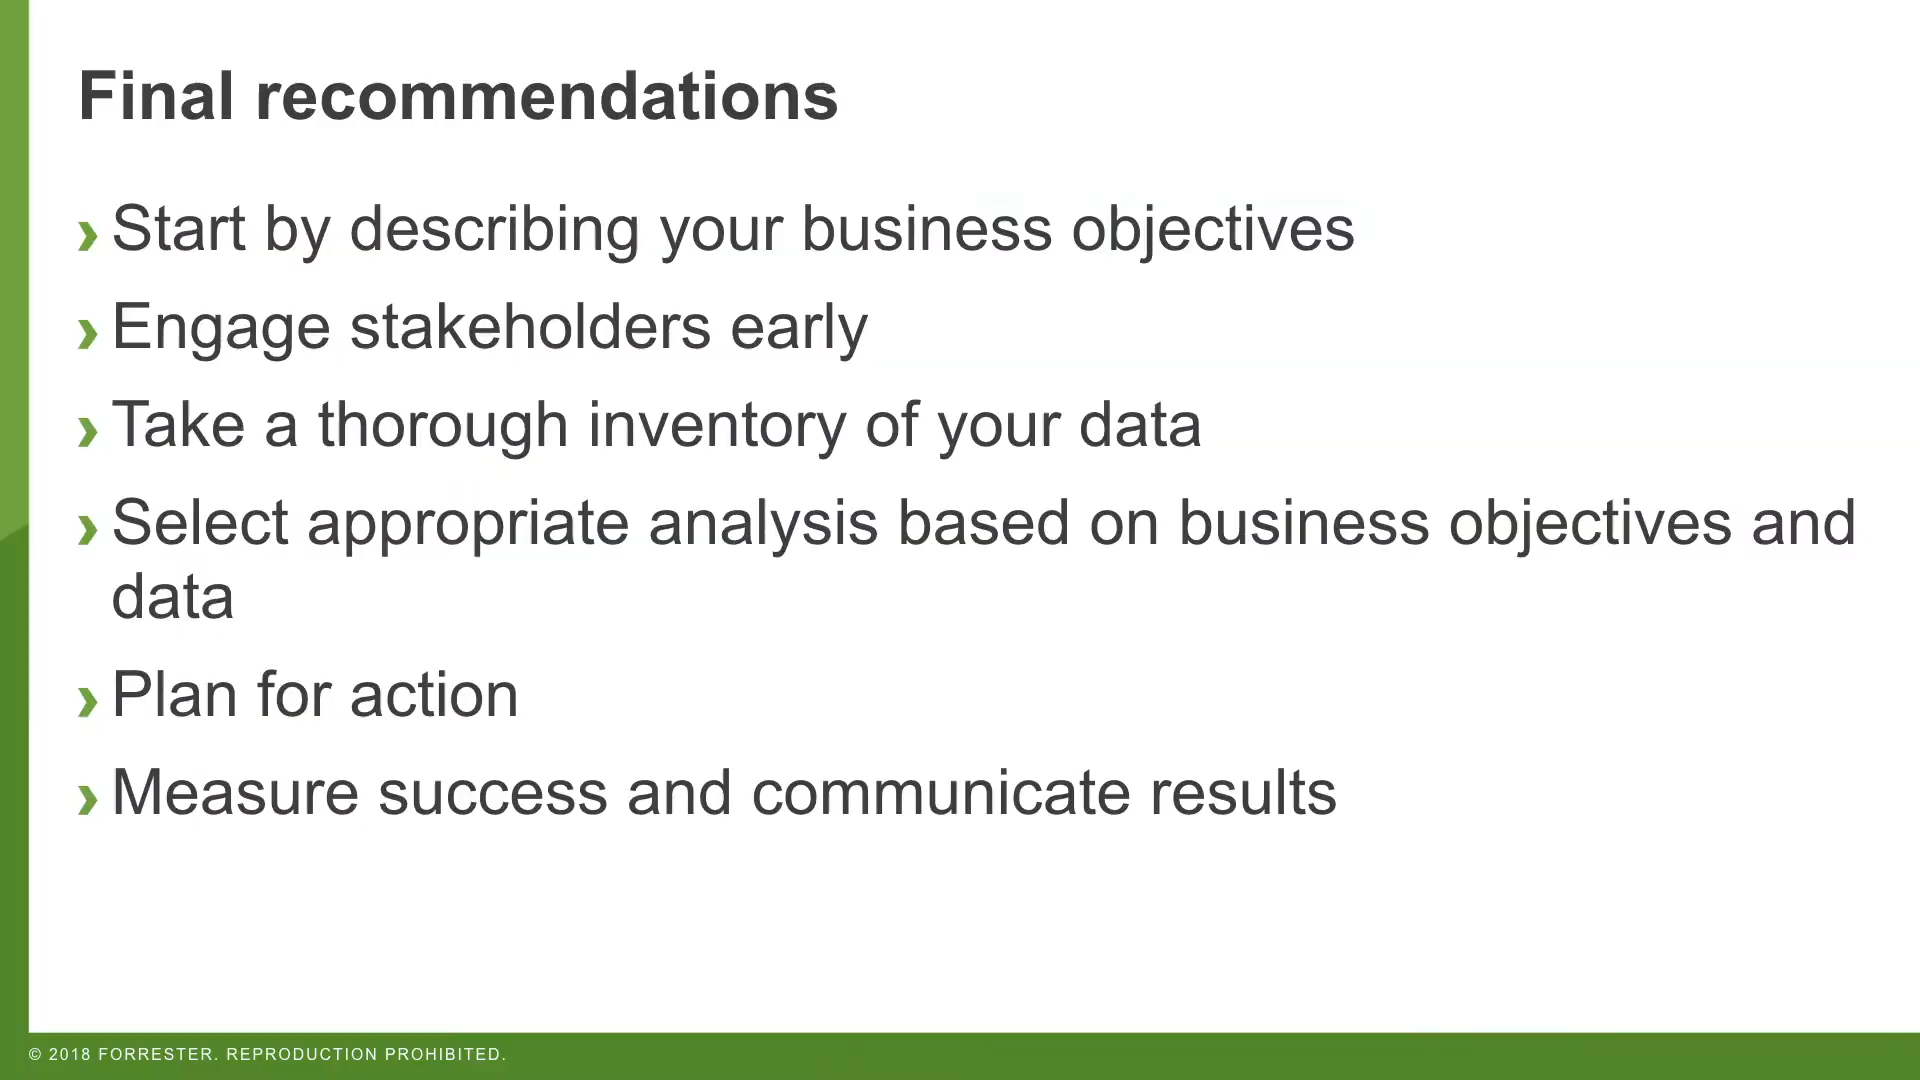 Final recommendations
› Start by describing your business objectives
› Engage stakeholders early
› Take a thorough inventory of your data
› Select appropriate analysis based on business objectives and
data
› Plan for action
› Measure success and communicate results
© 2018 FORRESTER. REPRODUCTION PROHIBITED.